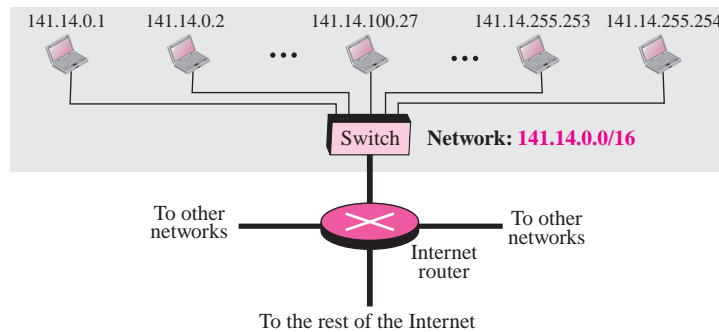 141.14.0.1 141.14.0.2 141.14.100.27 141.14.255.253 141.14.255.254
Switch Network: 141.14.0.0/16
To other
networks
To other
networks
Internet
router
To the rest of the Internet